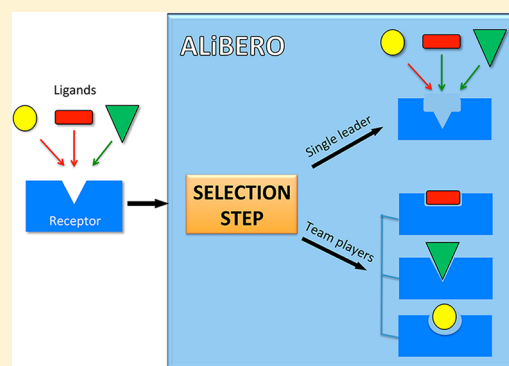 ALiBERO
Ligands
Receptor
SELECTION
STEP
Single leader
Team players